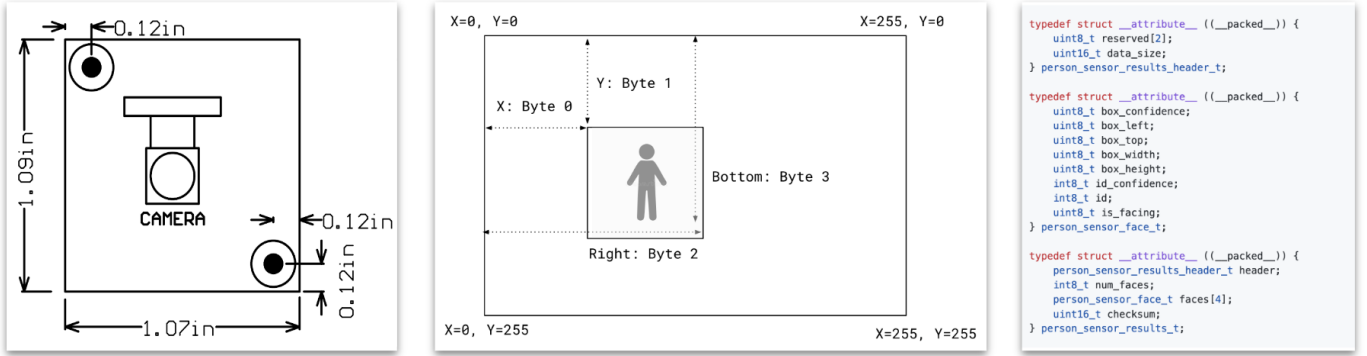 0.12in
1.09in
CAMERA
0.12in
0.12in
1.07in
X=0, Y=0
X=255, Y=0
Y: Byte 1
X: Byte 0
Bottom: Byte 3
Right: Byte 2
X=0, Y=255
X=255, Y=255
typedef struct __attribute__ ((__packed__)) {
    uint8_t reserved[2];
    uint16_t data_size;
} person_sensor_results_header_t;
typedef struct __attribute__ ((__packed__)) {
    uint8_t box_confidence;
    uint8_t box_left;
    uint8_t box_top;
    uint8_t box_width;
    uint8_t box_height;
    int8_t id_confidence;
    int8_t id;
    uint8_t is_facing;
} person_sensor_face_t;
typedef struct __attribute__ ((__packed__)) {
    person_sensor_results_header_t header;
    int8_t num_faces;
    person_sensor_face_t faces[4];
    uint16_t checksum;
} person_sensor_results_t;